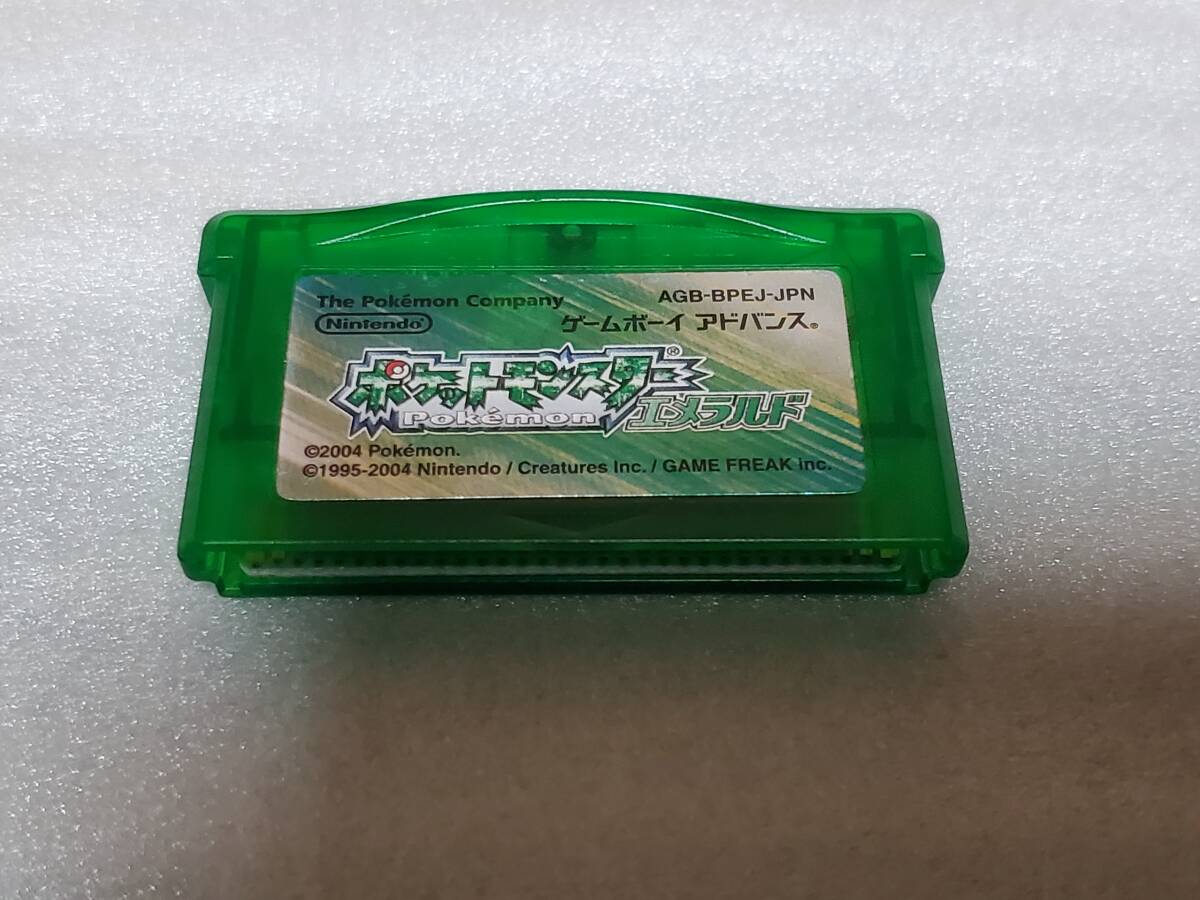 The Pokémon Company
AGB-BPEJ-JPN
Nintendo
ゲームボーイ アドバンス®
ポケットモンスター®
Pokémon
エメラルド
©2004 Pokémon.
©1995-2004 Nintendo / Creatures Inc. / GAME FREAK inc.